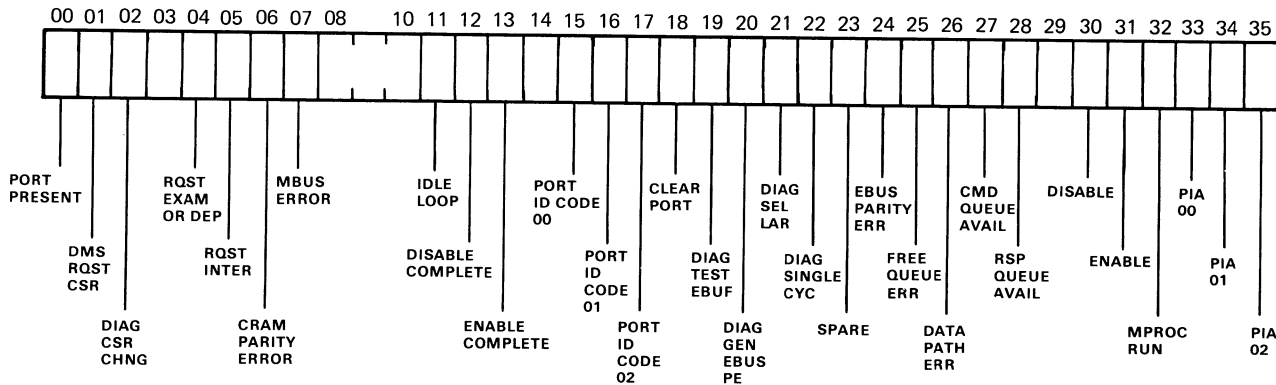 00 01 02 03 04 05 06 07 08 10 11 12 13 14 15 16 17 18 19 20 21 22 23 24 25 26 27 28 29 30 31 32 33 34 35
PORT
PRESENT
DMS
RQST
CSR
DIAG
CSR
CHNG
RQST
EXAM
OR DEP
RQST
INTER
CRAM
PARITY
ERROR
MBUS
ERROR
IDLE
LOOP
DISABLE
COMPLETE
ENABLE
COMPLETE
PORT
ID CODE
00
PORT
ID
CODE
01
PORT
ID
CODE
02
CLEAR
PORT
DIAG
TEST
EBUF
DIAG
GEN
EBUS
PE
DIAG
SEL
LAR
DIAG
SINGLE
CYC
SPARE
EBUS
PARITY
ERR
FREE
QUEUE
ERR
DATA
PATH
ERR
CMD
QUEUE
AVAIL
RSP
QUEUE
AVAIL
DISABLE
ENABLE
MPROC
RUN
PIA
00
PIA
01
PIA
02